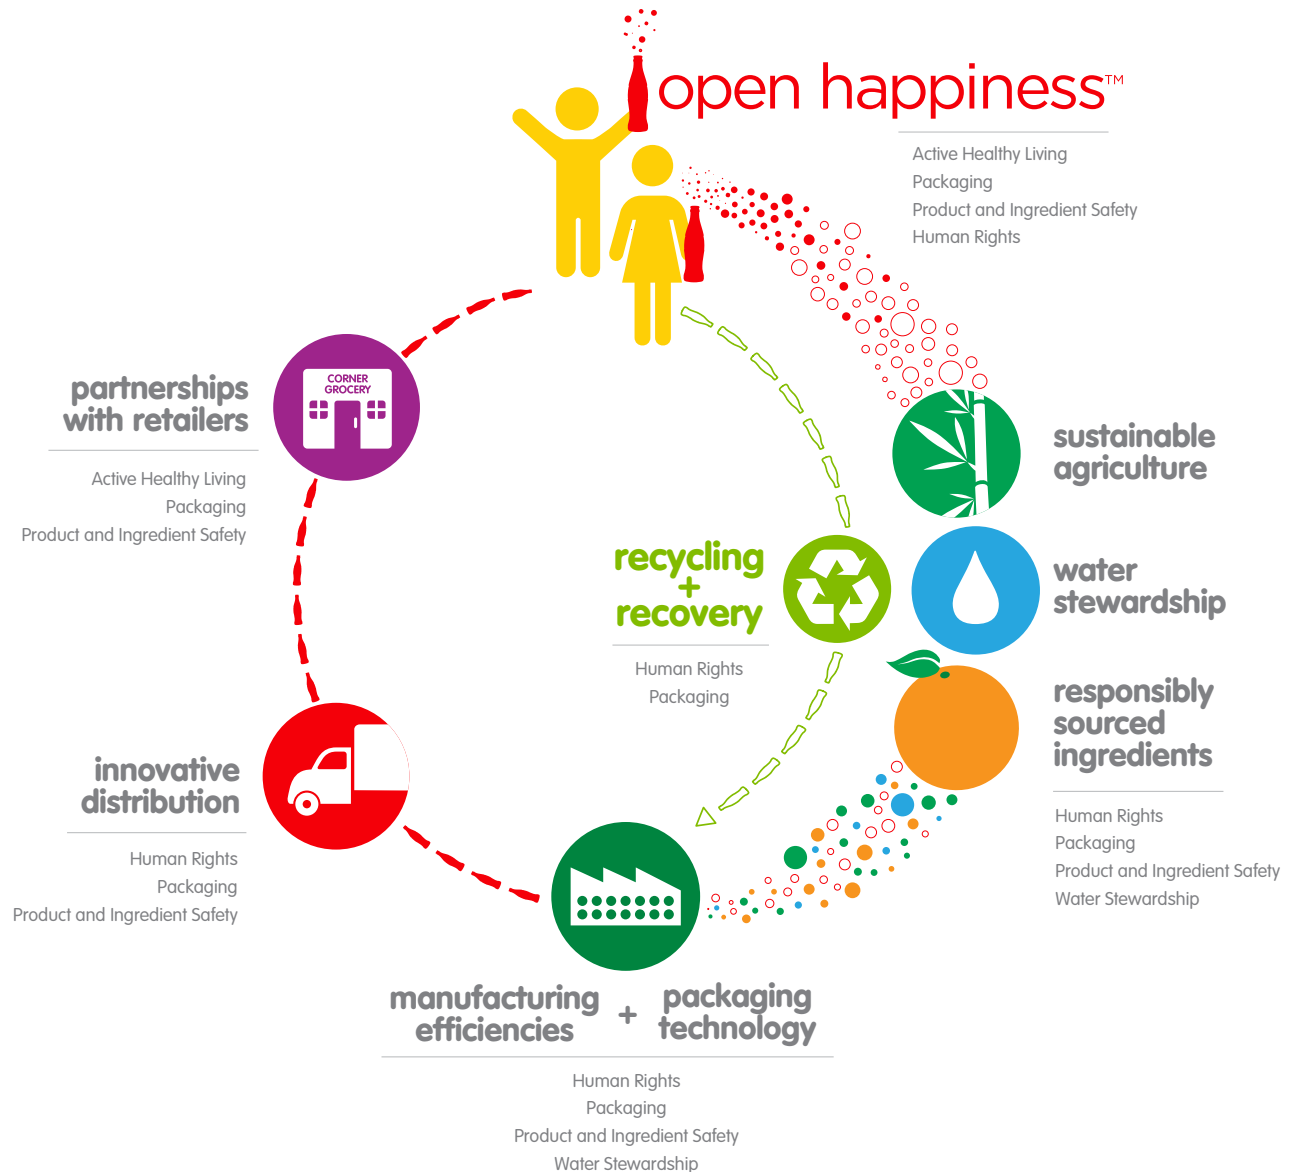 open happiness™
Active Healthy Living
Packaging
Product and Ingredient Safety
Human Rights
CORNER
GROCERY
partnerships
with retailers
Active Healthy Living
Packaging
Product and Ingredient Safety
sustainable
agriculture
recycling
+
recovery
Human Rights
Packaging
water
stewardship
responsibly
sourced
ingredients
Human Rights
Packaging
Product and Ingredient Safety
Water Stewardship
innovative
distribution
Human Rights
Packaging
Product and Ingredient Safety
manufacturing
efficiencies
+
packaging
technology
Human Rights
Packaging
Product and Ingredient Safety
Water Stewardship